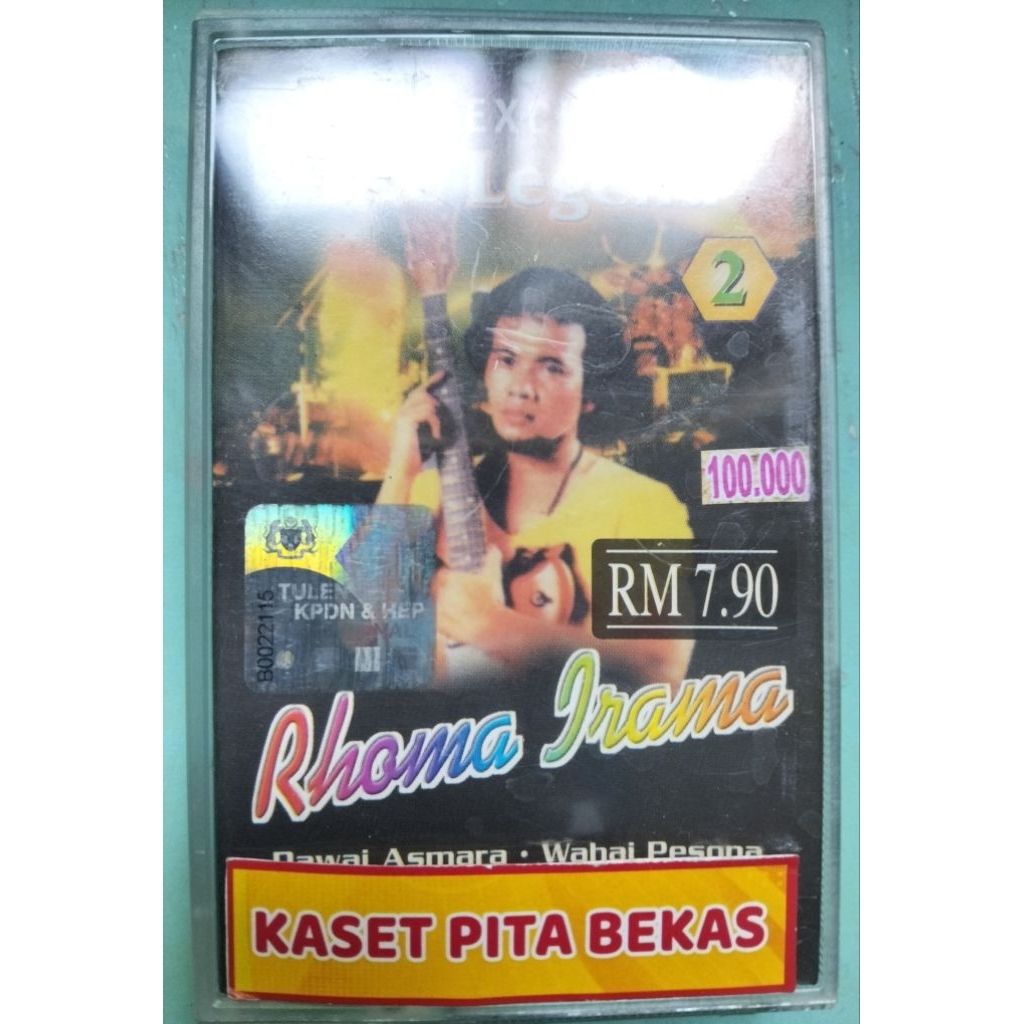 2
100.000
RM 7.90
TULEN
KPDN & HEP
B0022115
Rhoma Irama
Dawai Asmara • Wahai Pesona
KASET PITA BEKAS